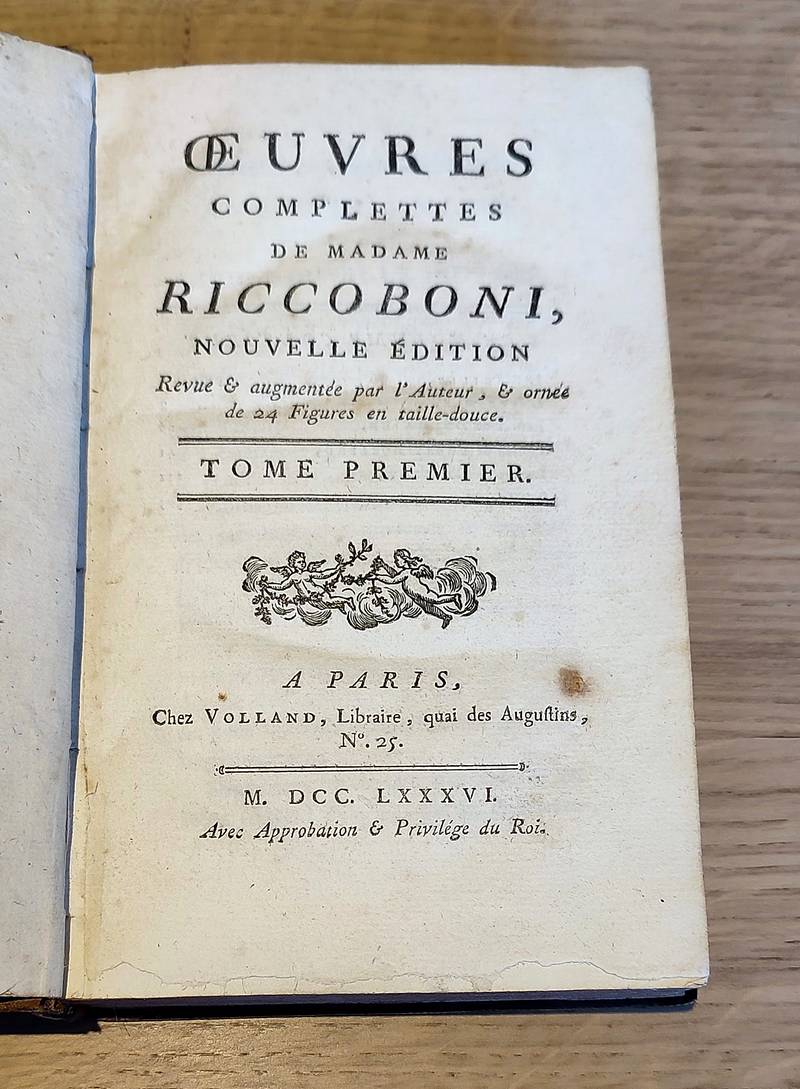 ŒUVRES
COMPLETTES
DE MADAME
RICCOBONI,
NOUVELLE ÉDITION
Revue & augmentée par l'Auteur, & ornée
de 24 Figures en taille-douce.
TOME PREMIER.
A PARIS,
Chez VOLLAND, Libraire, quai des Auguſtins,
Nº. 25.
M. DCC. LXXXVI.
Avec Approbation & Privilége du Roi.